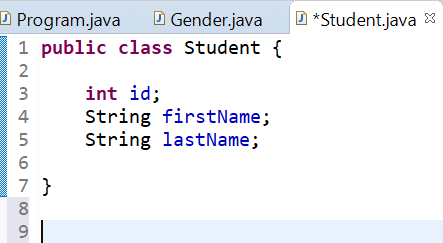 Program.java Gender.java *Student.java
1 public class Student {
2
3 int id;
4 String firstName;
5 String lastName;
6
7 }
8
9